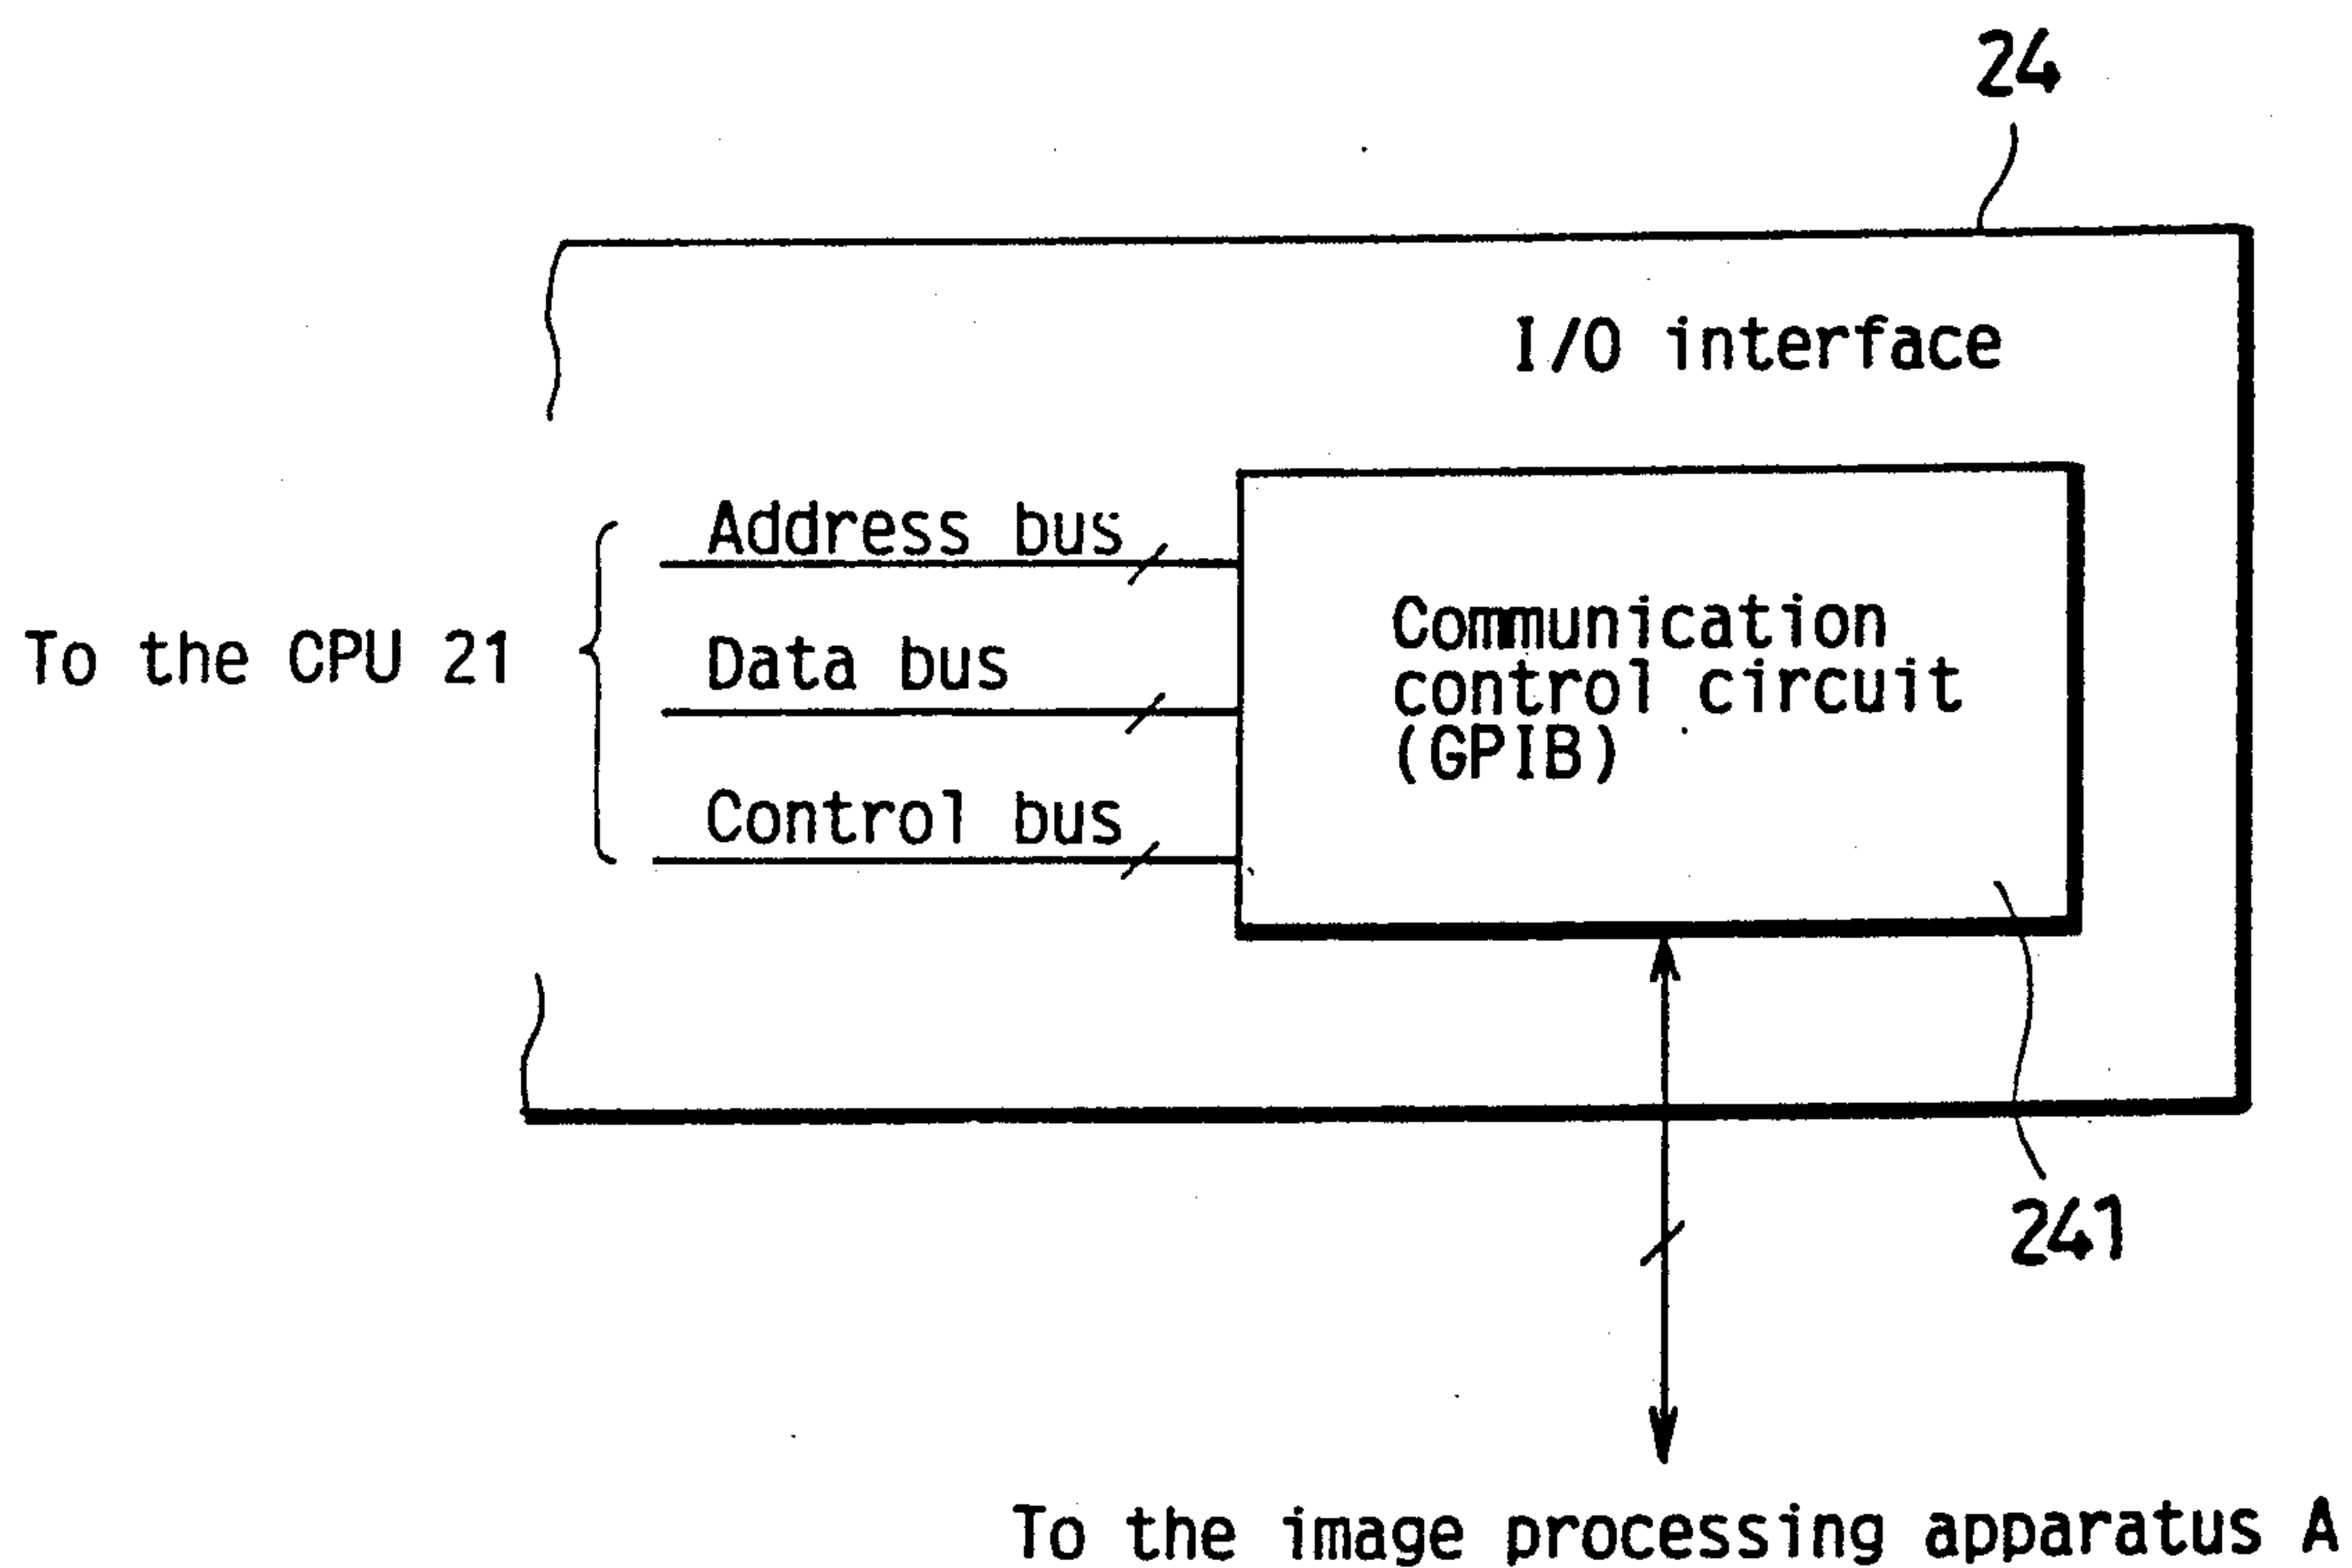 24
I/O interface
Address bus
To the CPU 21
Data bus
Control bus
Communication
control circuit
(GPIB)
241
To the image processing apparatus A